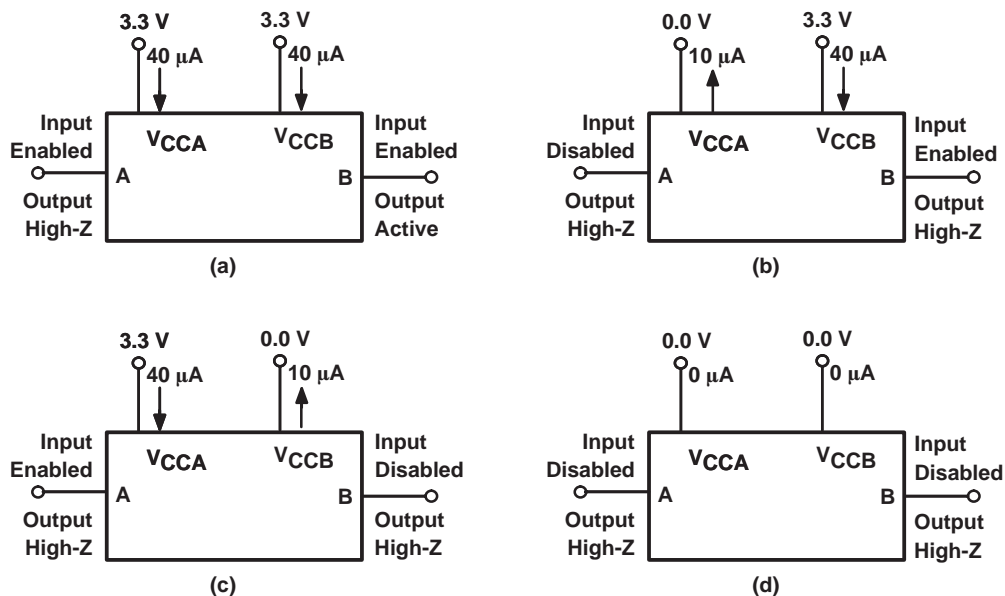 3.3 V
3.3 V
40 μA
40 μA
Input
Enabled
VCCA
VCCB
Input
Enabled
A
B
Output
High-Z
Output
Active
(a)
0.0 V
3.3 V
10 μA
40 μA
Input
Disabled
VCCA
VCCB
Input
Enabled
A
B
Output
High-Z
Output
High-Z
(b)
3.3 V
0.0 V
40 μA
10 μA
Input
Enabled
VCCA
VCCB
Input
Disabled
A
B
Output
High-Z
Output
High-Z
(c)
0.0 V
0.0 V
0 μA
0 μA
Input
Disabled
VCCA
VCCB
Input
Disabled
A
B
Output
High-Z
Output
High-Z
(d)